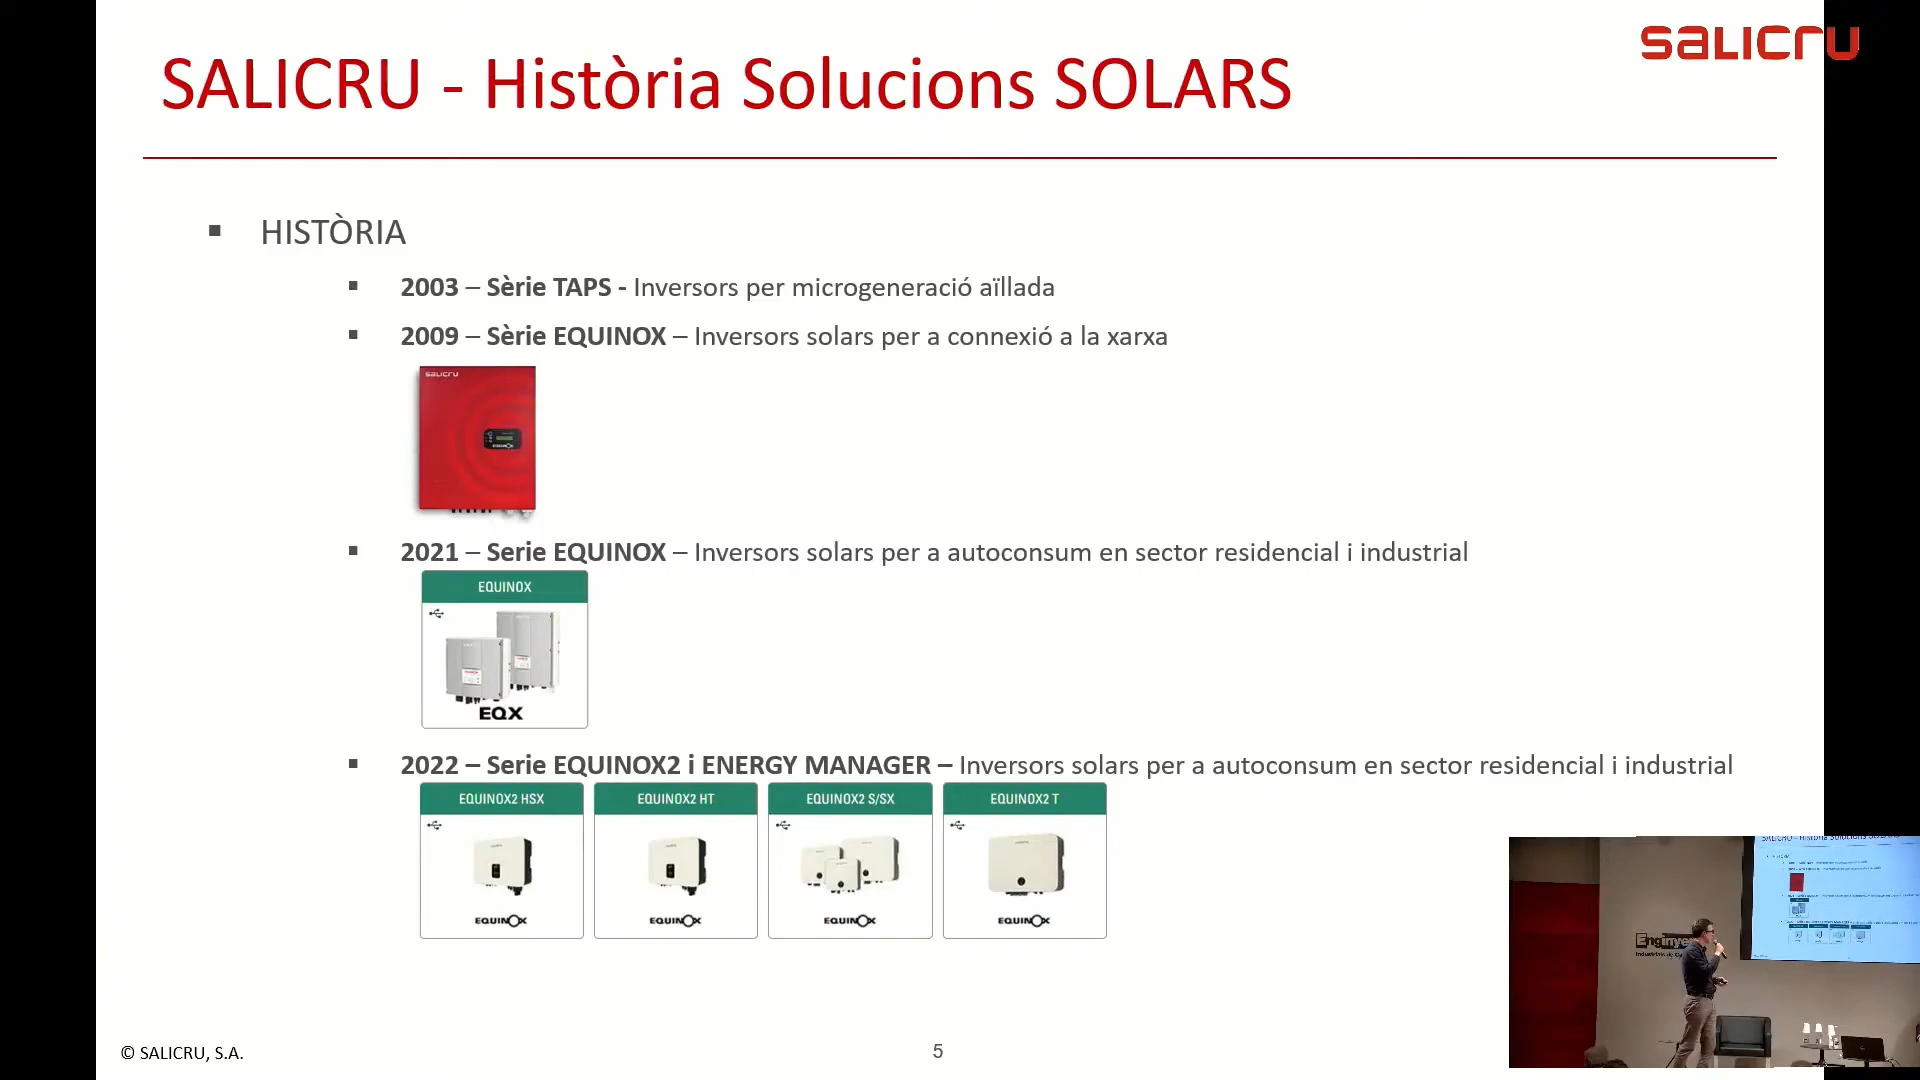 salicru
SALICRU - Història Solucions SOLARS
HISTÒRIA
2003 – Sèrie TAPS - Inversors per microgeneració aïllada
2009 – Sèrie EQUINOX – Inversors solars per a connexió a la xarxa
salicru
2021 – Serie EQUINOX – Inversors solars per a autoconsum en sector residencial i industrial
EQUINOX
EQX
2022 – Serie EQUINOX2 i ENERGY MANAGER – Inversors solars per a autoconsum en sector residencial i industrial
EQUINOX2 HSX
EQUINOX2 HT
EQUINOX2 S/SX
EQUINOX2 T
EQUINOX
EQUINOX
EQUINOX
EQUINOX
© SALICRU, S.A.
5